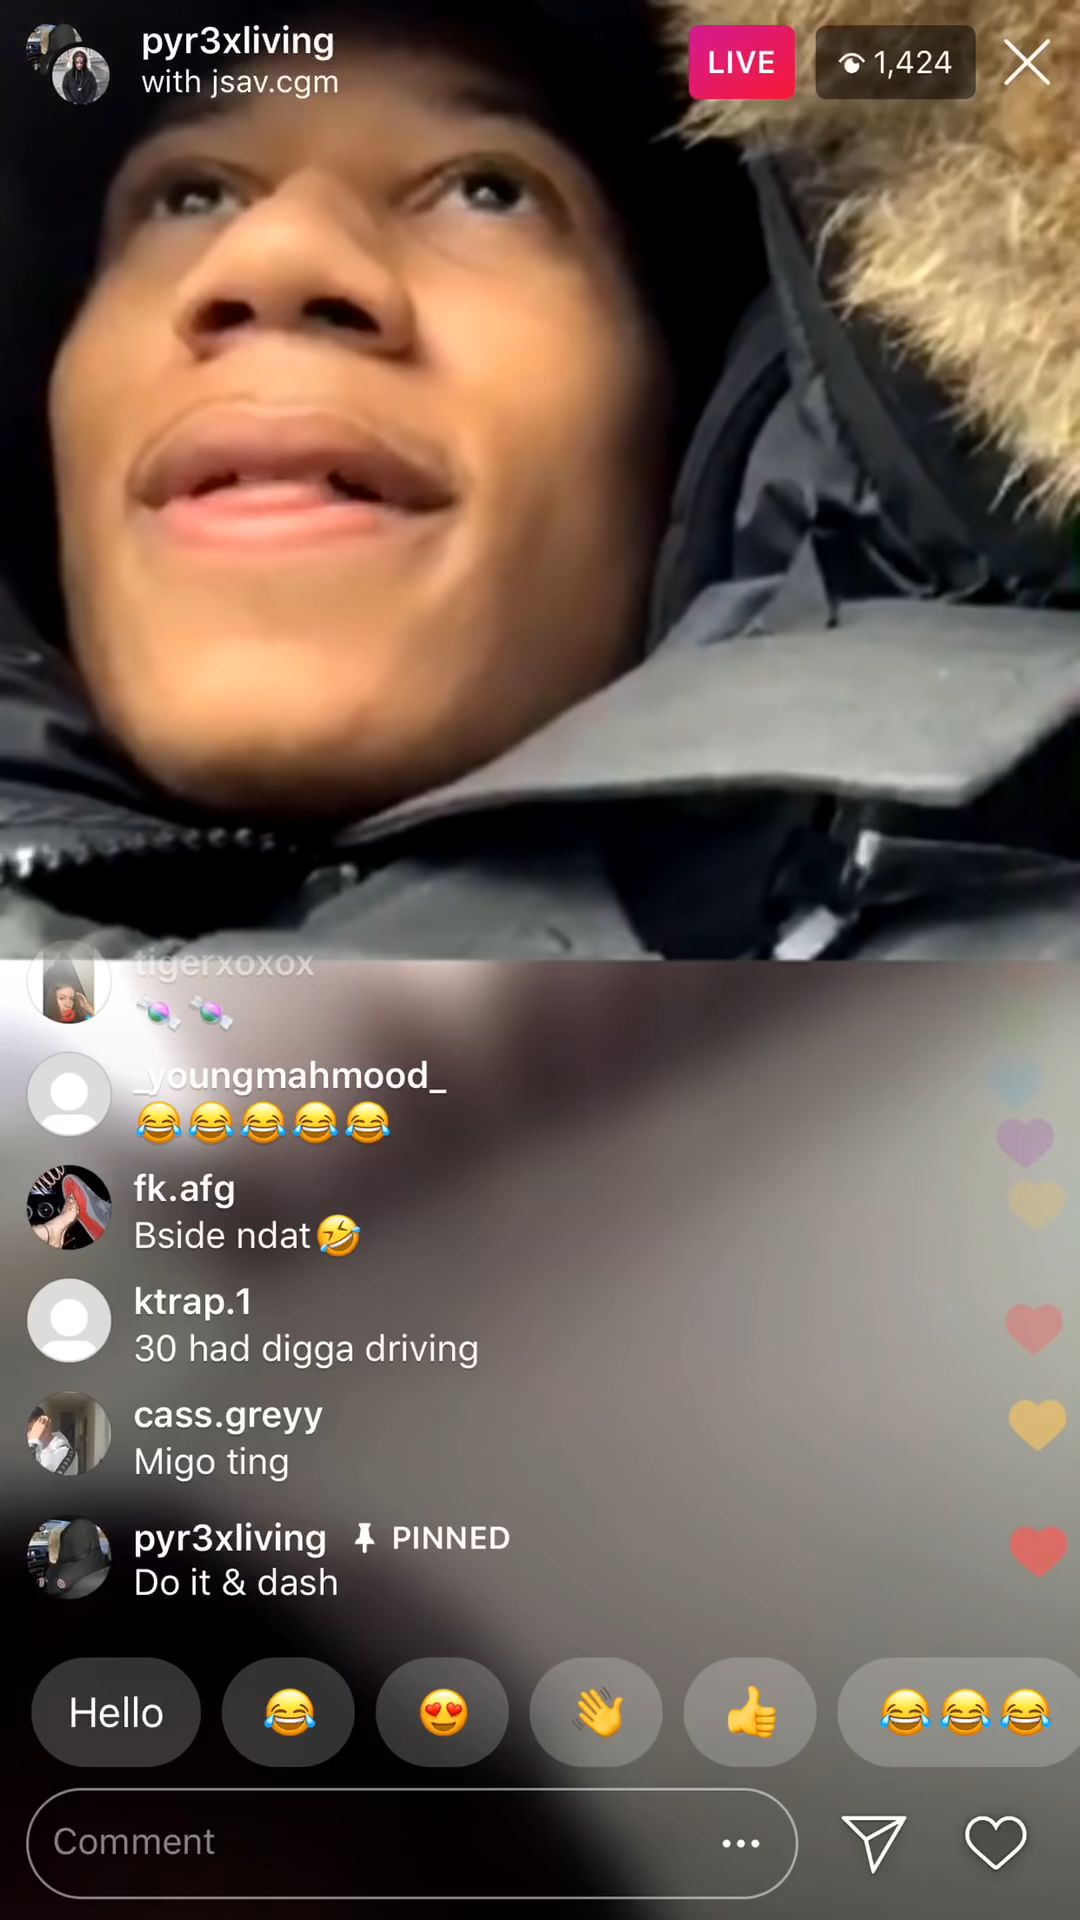 pyr3xliving
with jsav.cgm
LIVE
1,424
tigerxoxox
🍬🍬
_youngmahmood_
😂😂😂😂😂
fk.afg
Bside ndat🤣
ktrap.1
30 had digga driving
cass.greyy
Migo ting
pyr3xliving PINNED
Do it & dash
Hello 😂 😍 👋 👍 😂😂😂
Comment